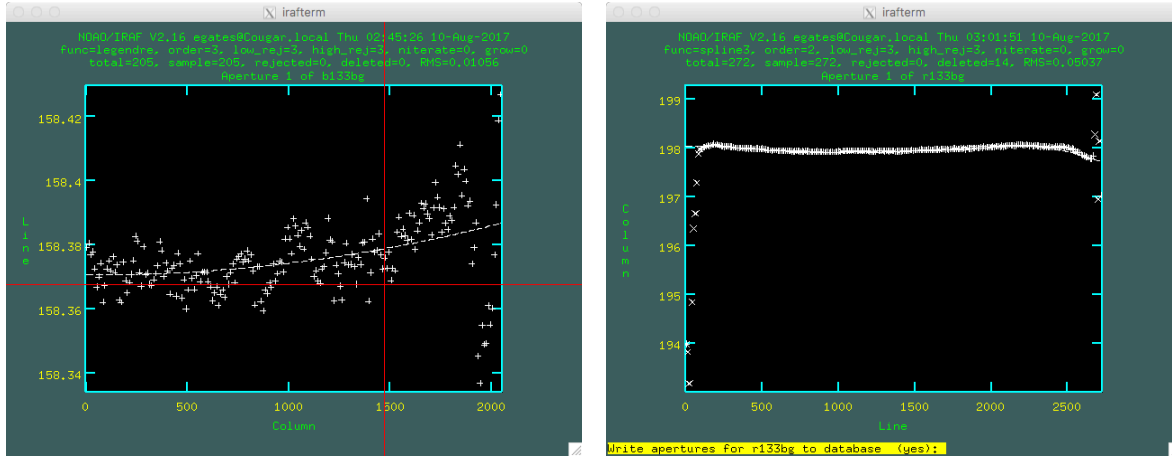 irafterm
NOAO/IRAF V2.16 egates@Cougar.local Thu 02:45:26 10-Aug-2017
func=legendre, order=3, low_rej=3, high_rej=3, niterate=0, grow=0
total=205, sample=205, rejected=0, deleted=0, RMS=0.01056
Aperture 1 of b133bg
158.42
158.4
158.38
158.36
158.34
Line
0 500 1000 1500 2000
Column
irafterm
NOAO/IRAF V2.16 egates@Cougar.local Thu 03:01:51 10-Aug-2017
func=spline3, order=2, low_rej=3, high_rej=3, niterate=0, grow=0
total=272, sample=272, rejected=0, deleted=14, RMS=0.05037
Aperture 1 of r133bg
199
198
197
196
195
194
Column
0 500 1000 1500 2000 2500
Line
Write apertures for r133bg to database (yes):